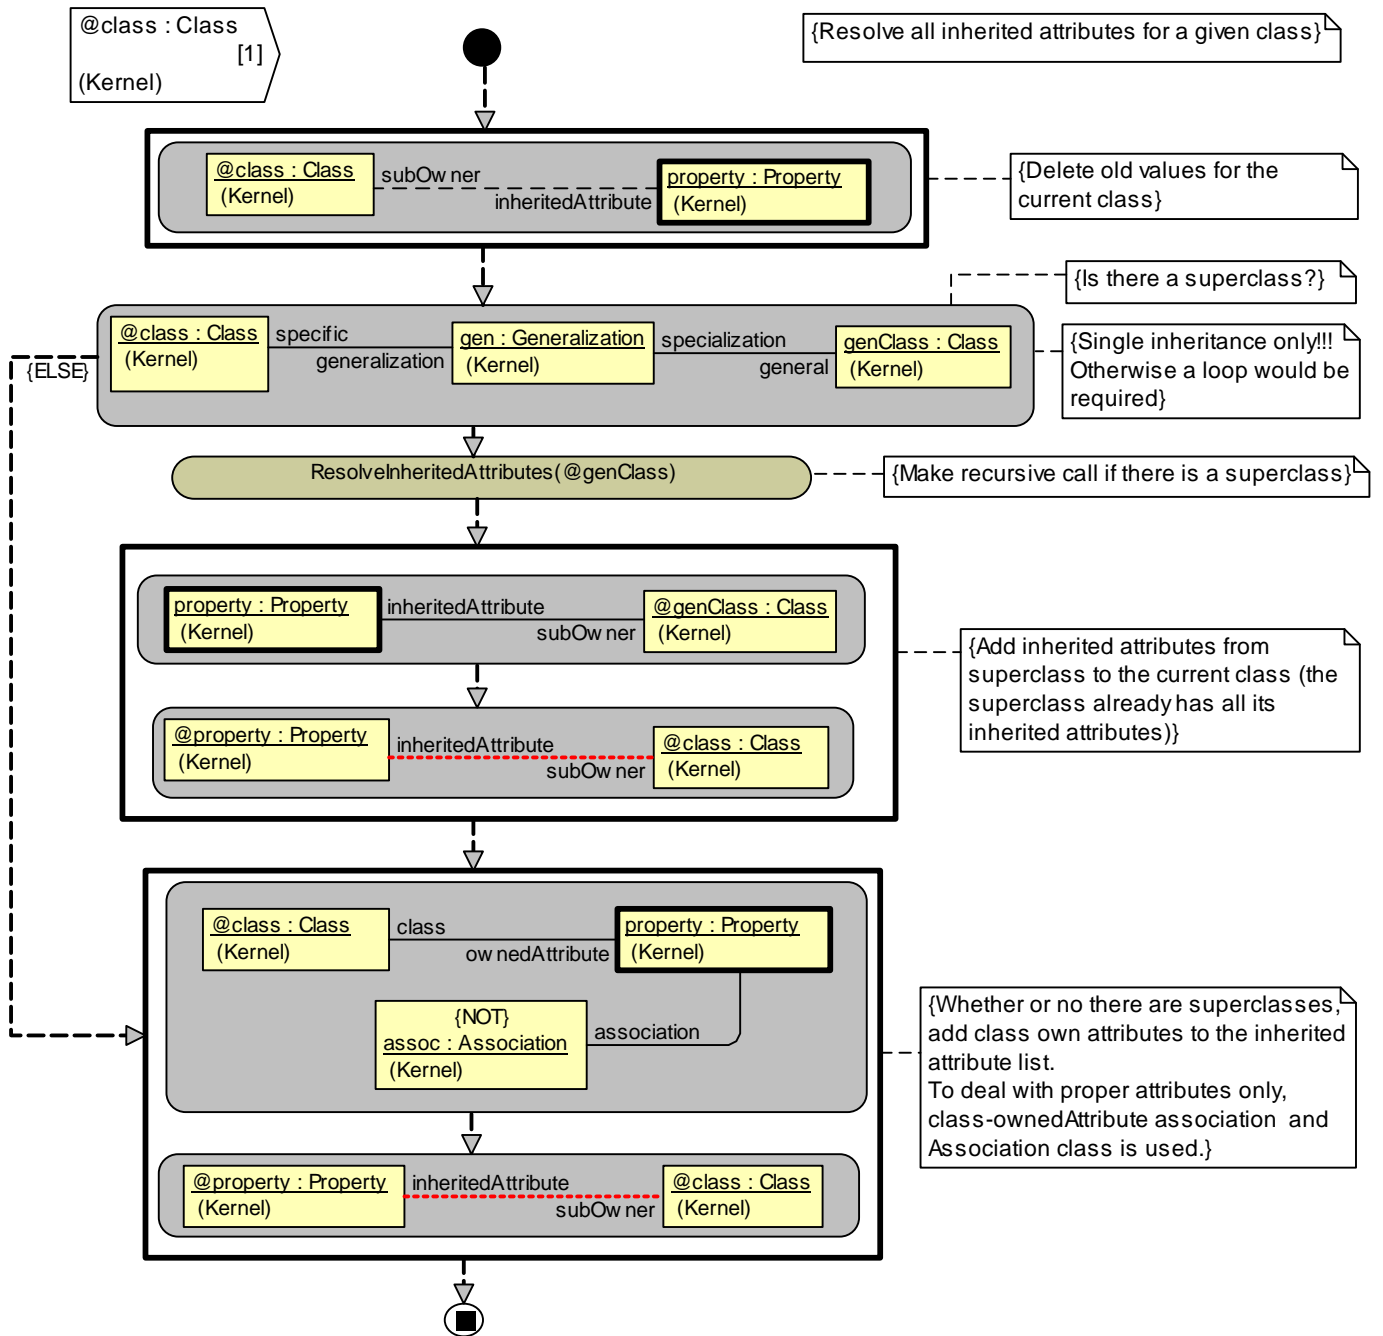 @class : Class
[1]
(Kernel)
{Resolve all inherited attributes for a given class}
@class : Class
(Kernel)
subOwner
inheritedAttribute
property : Property
(Kernel)
{Delete old values for the
current class}
{Is there a superclass?}
@class : Class
(Kernel)
specific
generalization
gen : Generalization
(Kernel)
specialization
general
genClass : Class
(Kernel)
{Single inheritance only!!!
Otherwise a loop would be
required}
{ELSE}
ResolveInheritedAttributes(@genClass)
{Make recursive call if there is a superclass}
property : Property
(Kernel)
inheritedAttribute
subOwner
@genClass : Class
(Kernel)
{Add inherited attributes from
superclass to the current class (the
superclass already has all its
inherited attributes)}
@property : Property
(Kernel)
inheritedAttribute
subOwner
@class : Class
(Kernel)
@class : Class
(Kernel)
class
ownedAttribute
property : Property
(Kernel)
{NOT}
assoc : Association
(Kernel)
association
{Whether or no there are superclasses,
add class own attributes to the inherited
attribute list.
To deal with proper attributes only,
class-ownedAttribute association and
Association class is used.}
@property : Property
(Kernel)
inheritedAttribute
subOwner
@class : Class
(Kernel)